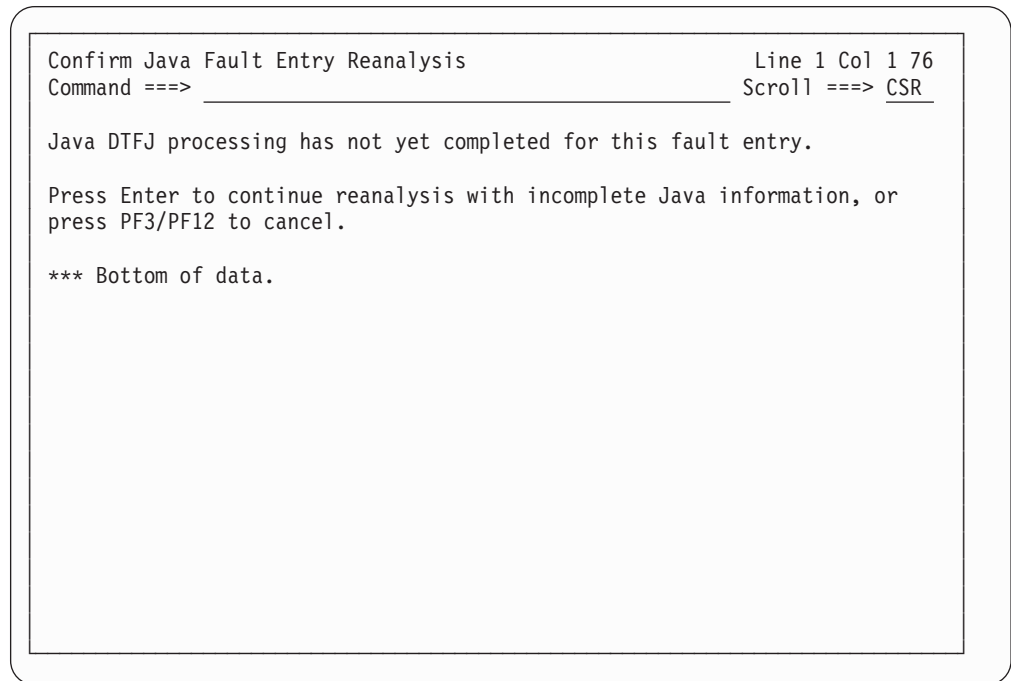 Confirm Java Fault Entry Reanalysis Line 1 Col 1 76
Command ===> Scroll ===> CSR
Java DTFJ processing has not yet completed for this fault entry.
Press Enter to continue reanalysis with incomplete Java information, or
press PF3/PF12 to cancel.
*** Bottom of data.